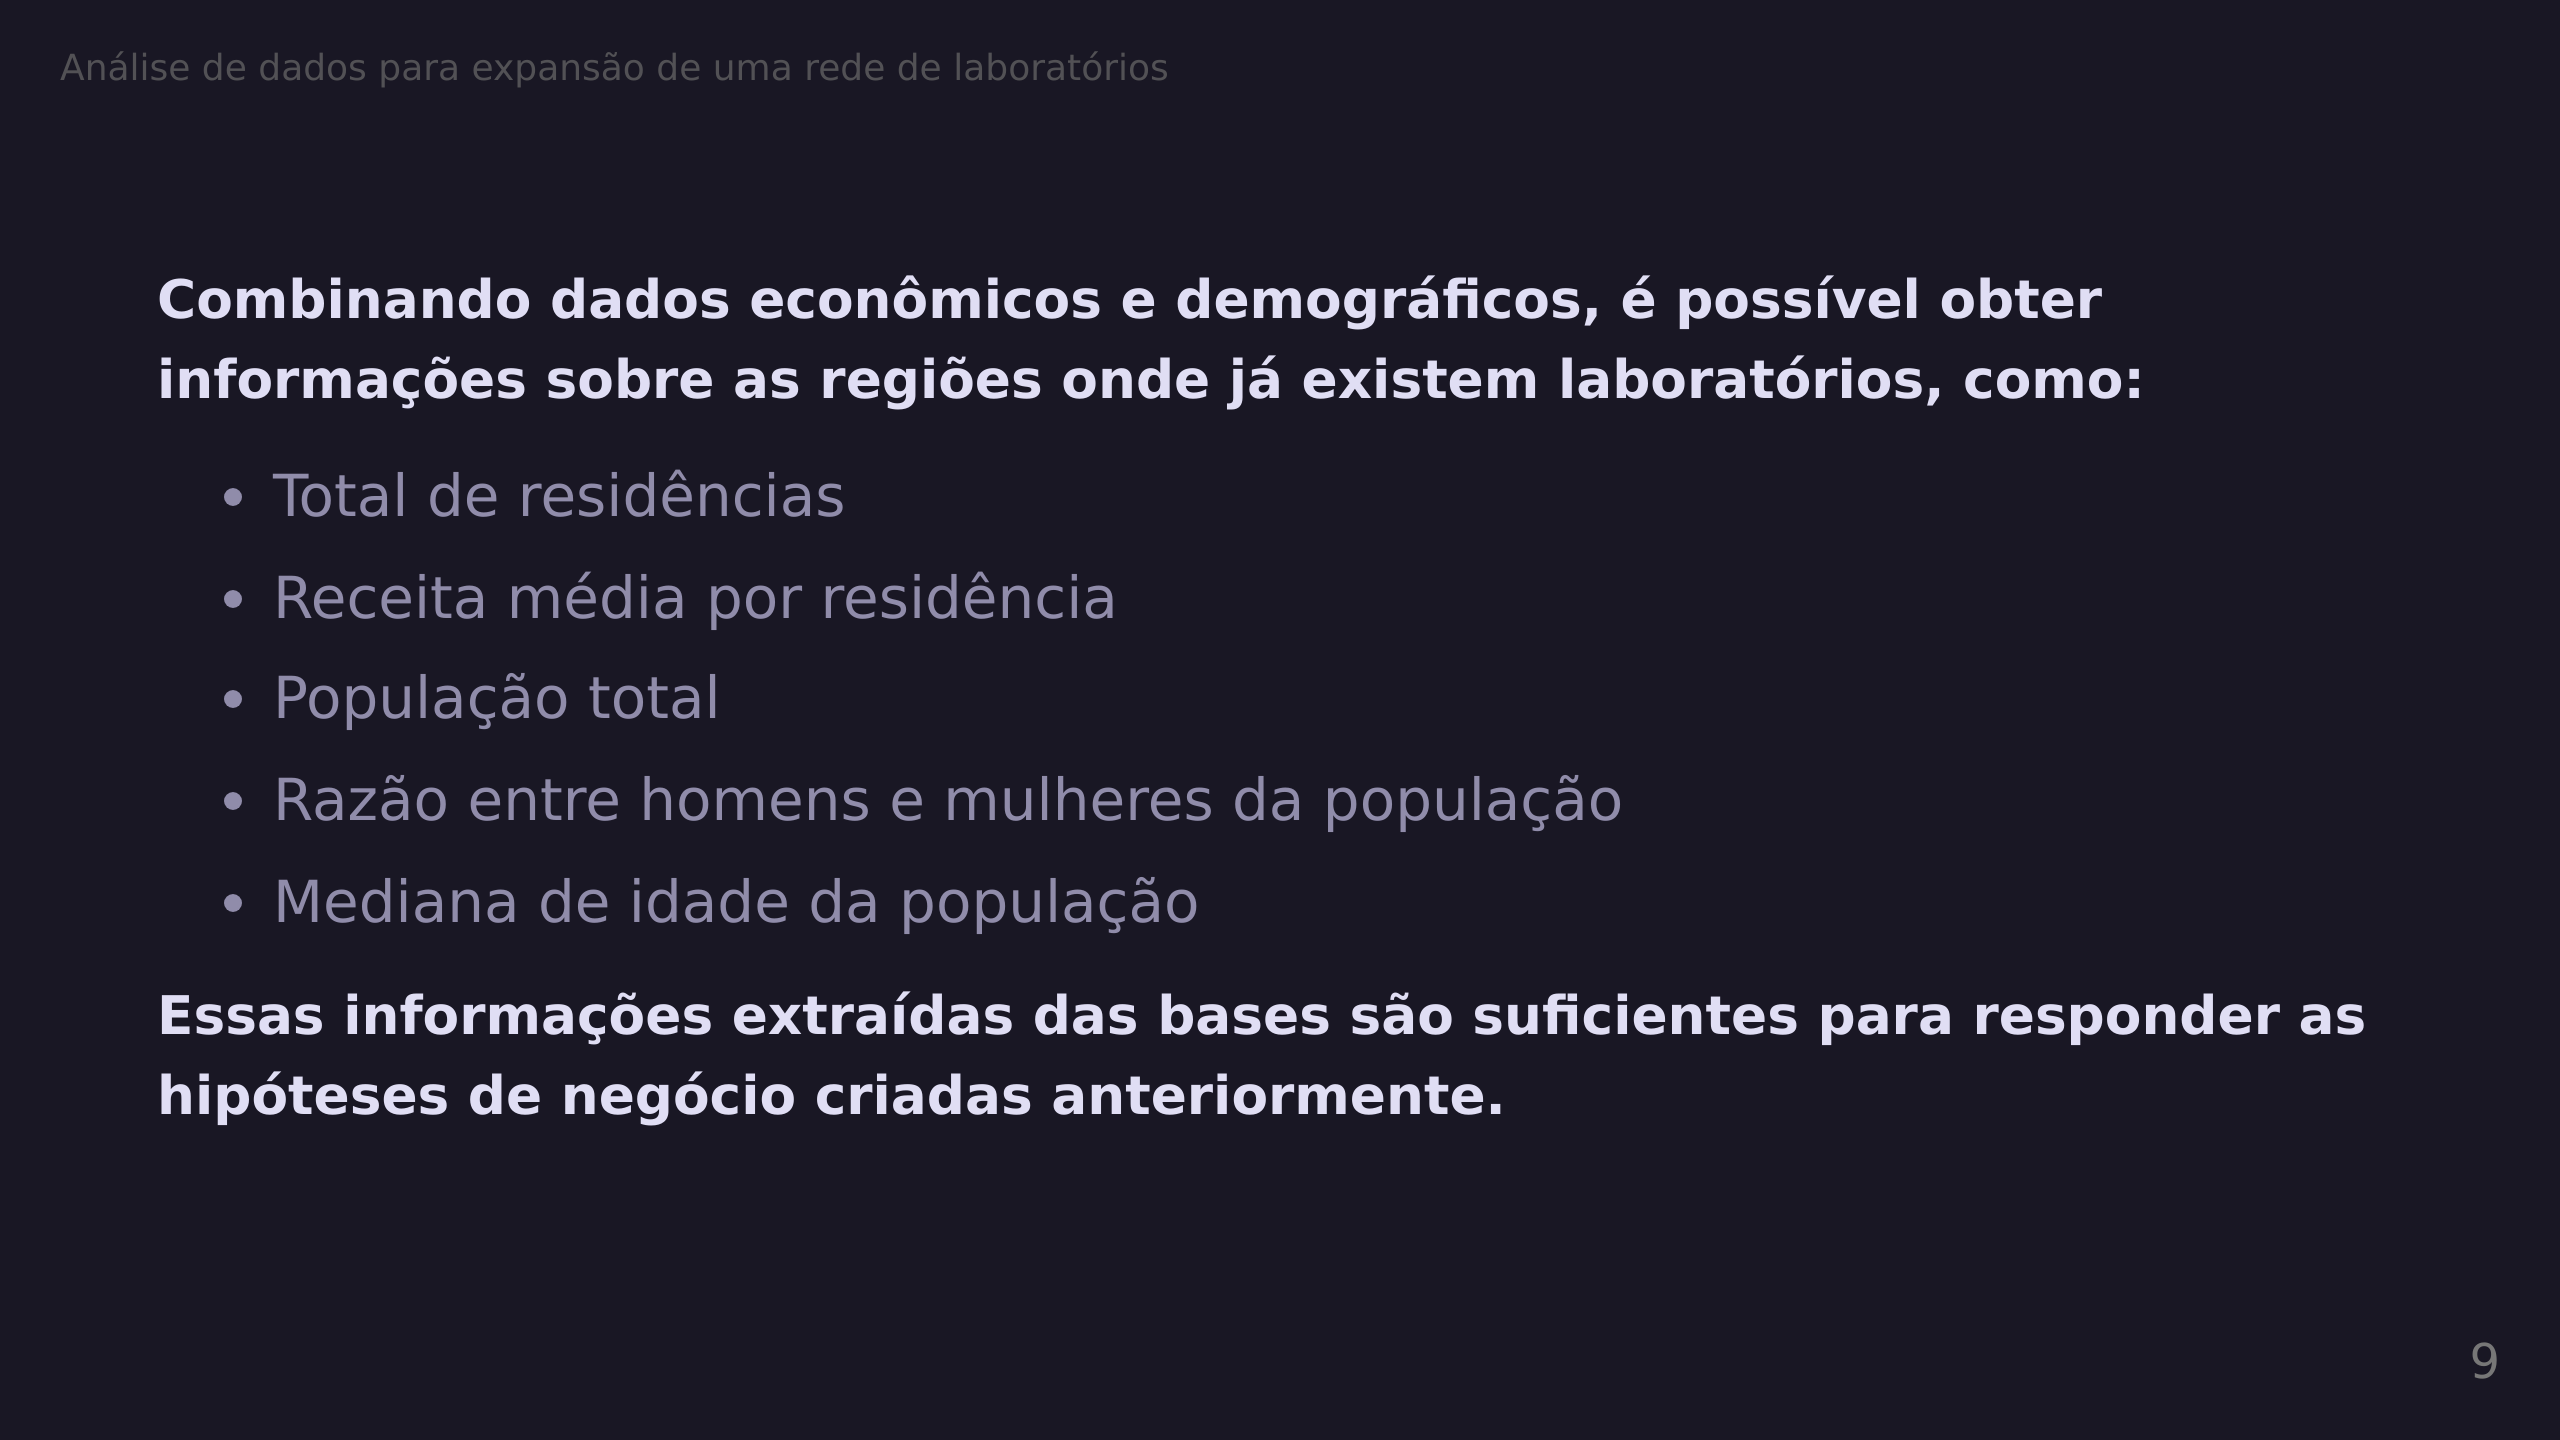 Análise de dados para expansão de uma rede de laboratórios
Combinando dados econômicos e demográficos, é possível obter
informações sobre as regiões onde já existem laboratórios, como:
• Total de residências
• Receita média por residência
• População total
• Razão entre homens e mulheres da população
• Mediana de idade da população
Essas informações extraídas das bases são suficientes para responder as
hipóteses de negócio criadas anteriormente.
9